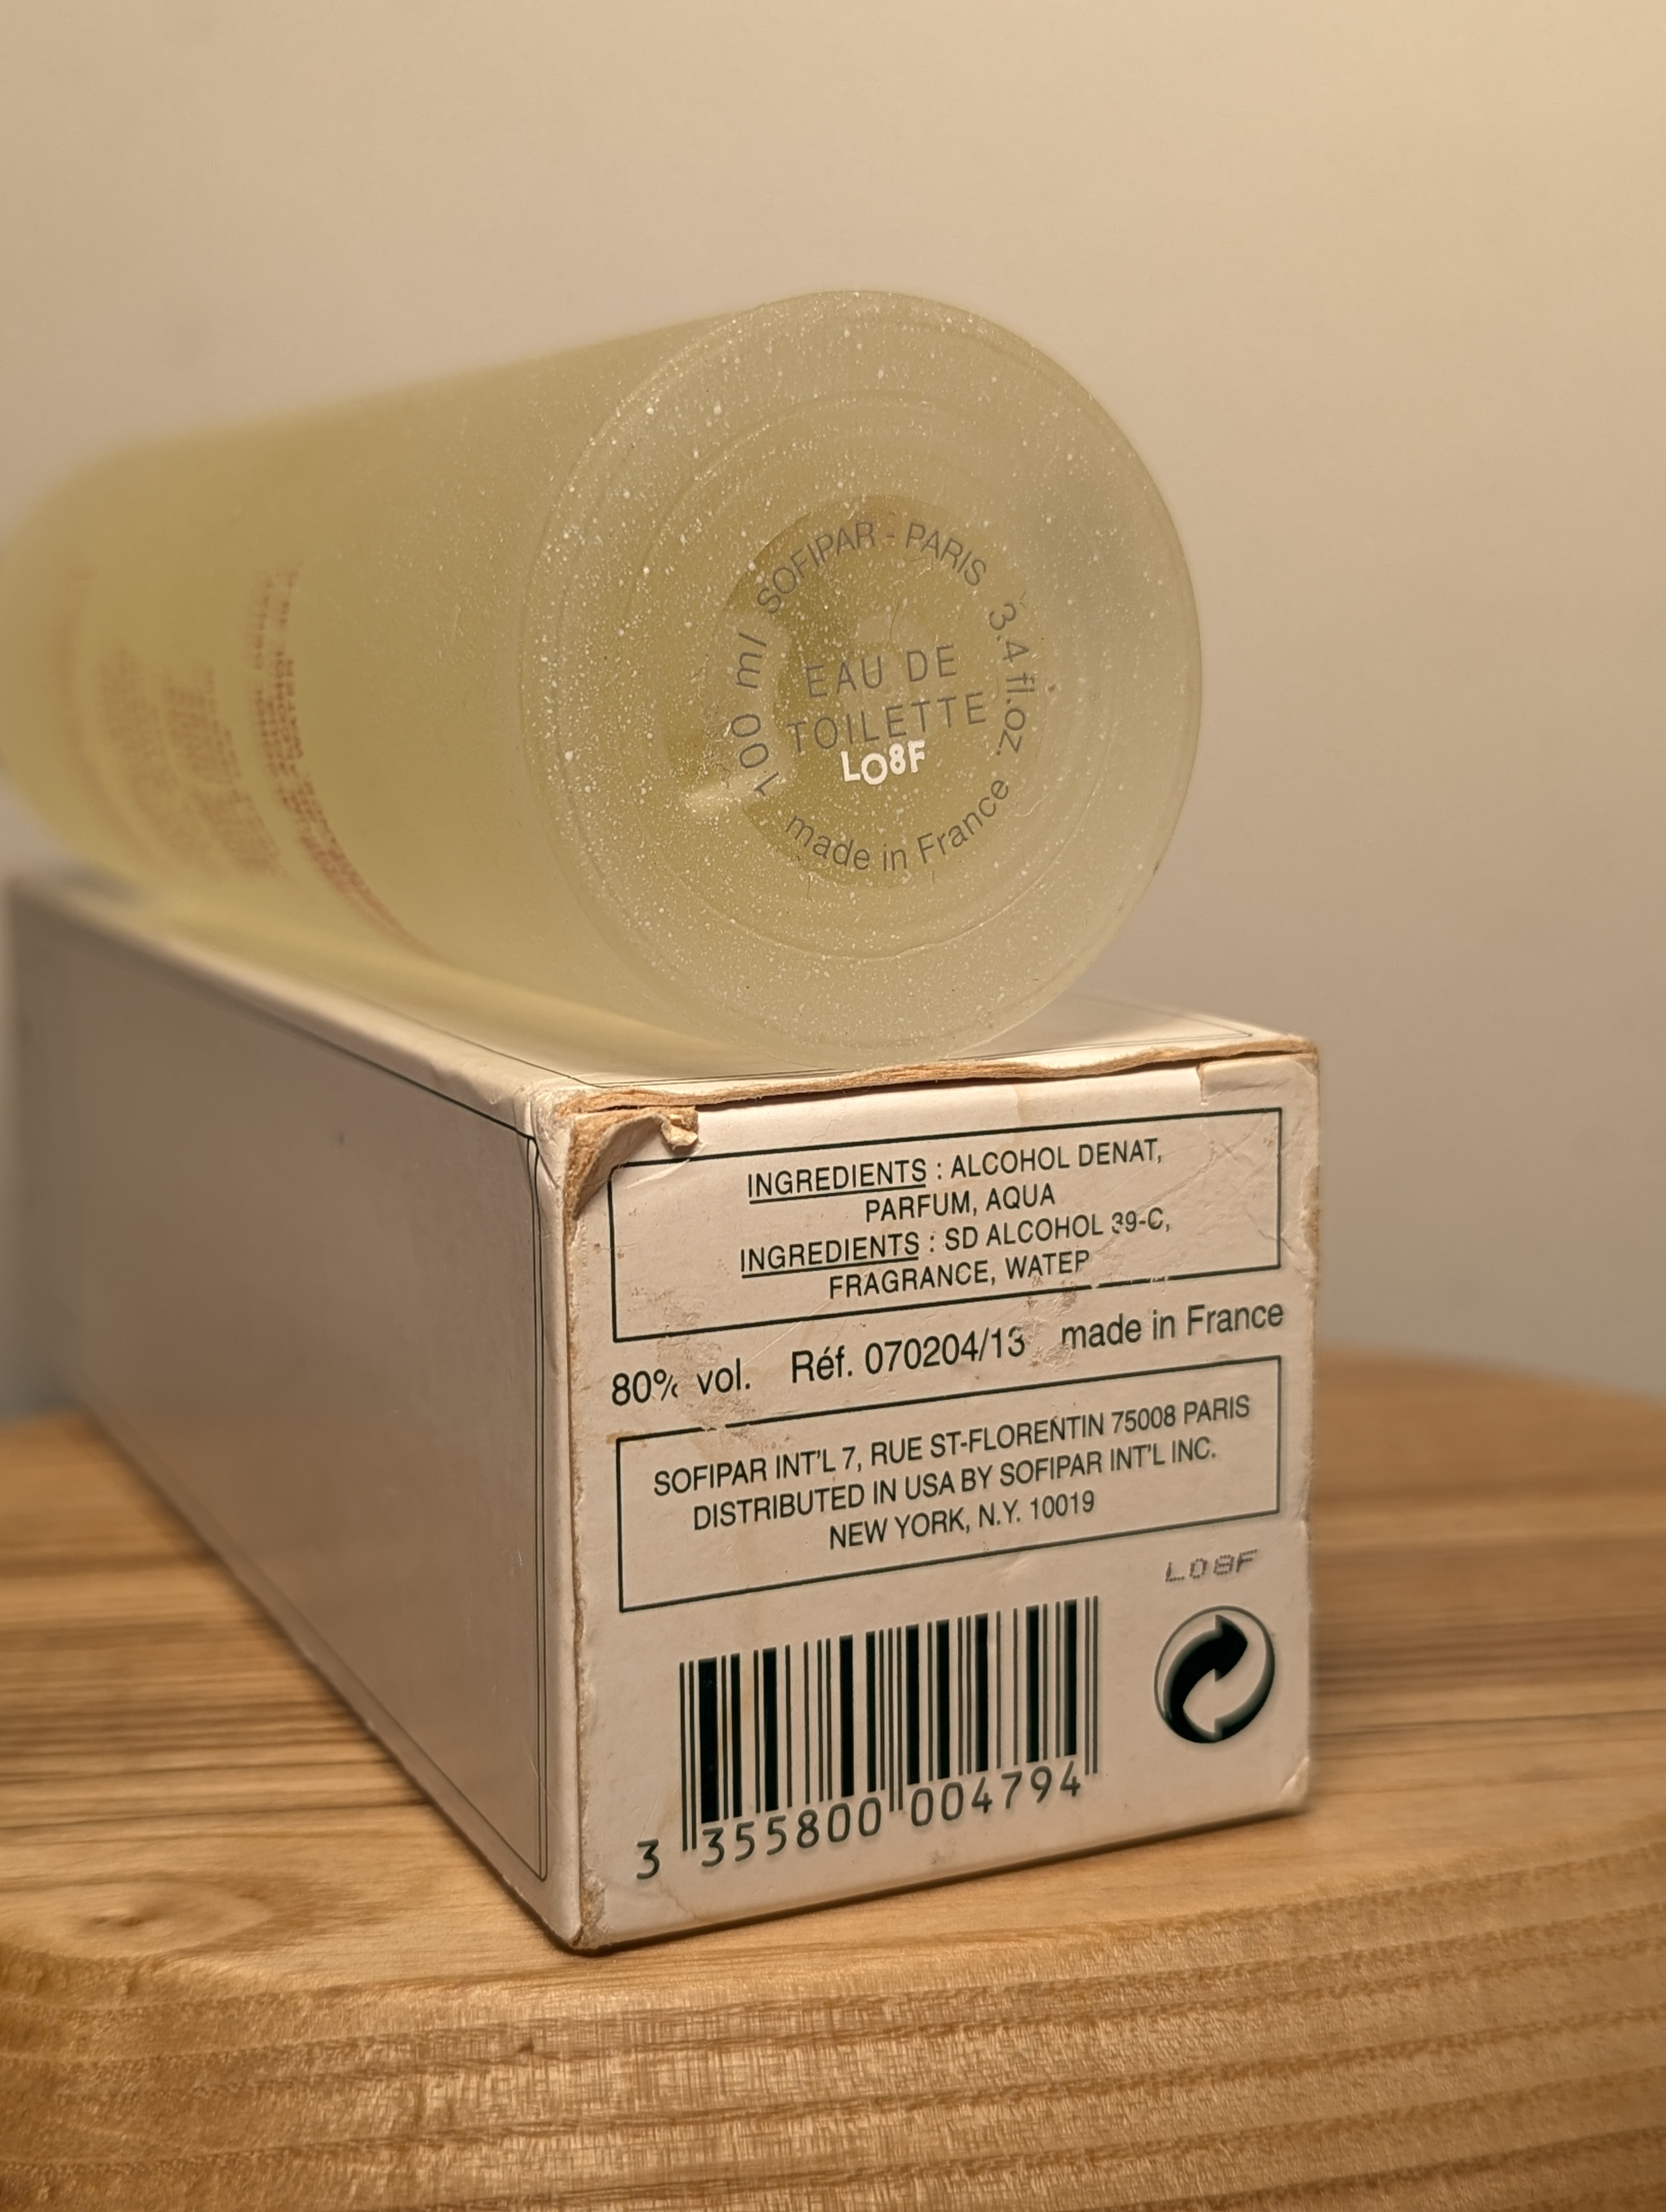 SOFIPAR - PARIS
3.4 fl.oz.
made in France
100 ml
EAU DE
TOILETTE
L08F
INGREDIENTS : ALCOHOL DENAT,
PARFUM, AQUA
INGREDIENTS : SD ALCOHOL 39-C,
FRAGRANCE, WATER
80% vol. Réf. 070204/13 made in France
SOFIPAR INT'L 7, RUE ST-FLORENTIN 75008 PARIS
DISTRIBUTED IN USA BY SOFIPAR INT'L INC.
NEW YORK, N.Y. 10019
L08F
3 355800 004794